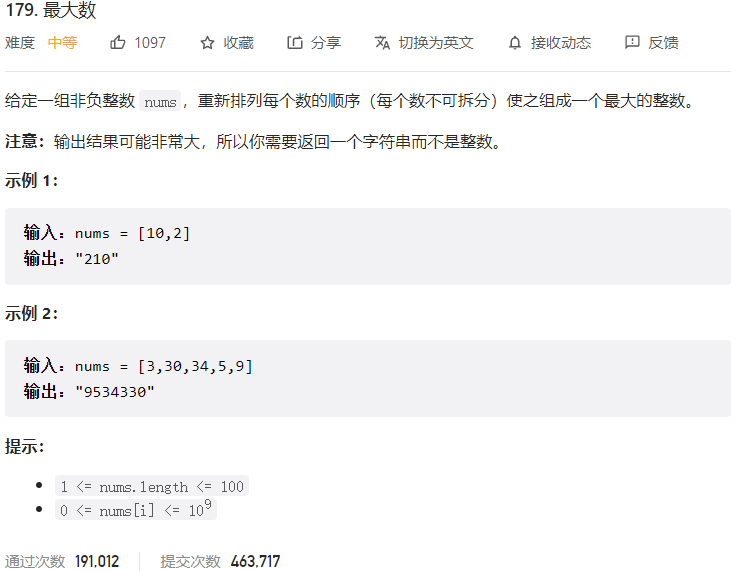 179. 最大数
难度 中等 1097 收藏 分享 切换为英文 接收动态 反馈
给定一组非负整数 nums，重新排列每个数的顺序（每个数不可拆分）使之组成一个最大的整数。
注意：输出结果可能非常大，所以你需要返回一个字符串而不是整数。
示例 1：
输入：nums = [10,2]
输出："210"
示例 2：
输入：nums = [3,30,34,5,9]
输出："9534330"
提示：
1 <= nums.length <= 100
0 <= nums[i] <= 10⁹
通过次数 191,012 提交次数 463,717